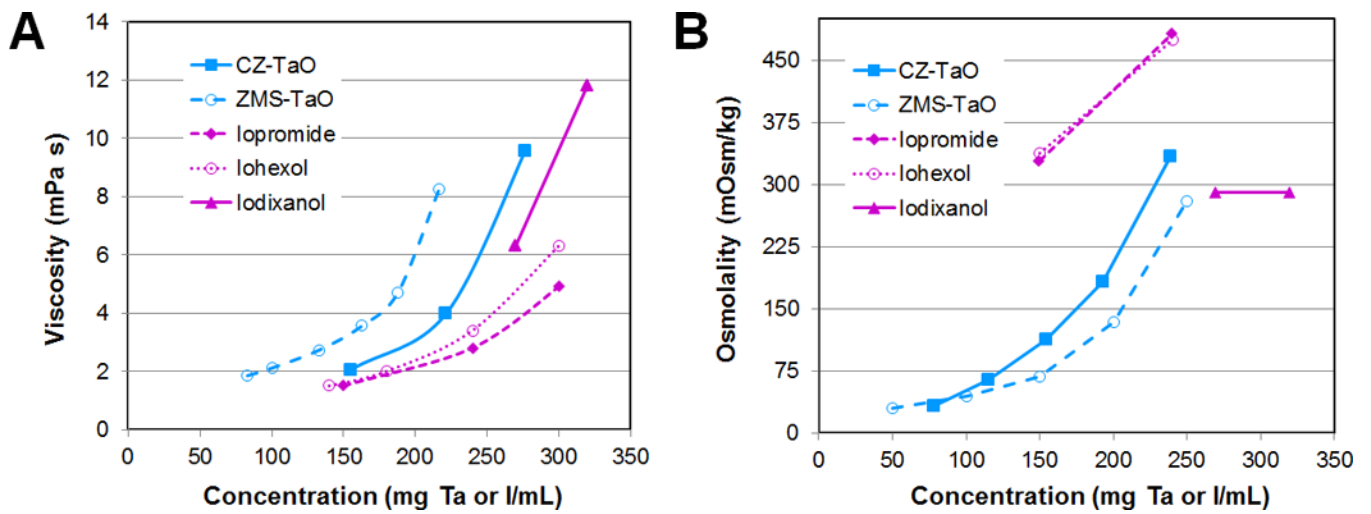 A
Viscosity (mPa s)
14
12
10
8
6
4
2
0
CZ-TaO
ZMS-TaO
Iopromide
Iohexol
Iodixanol
0 50 100 150 200 250 300 350
Concentration (mg Ta or I/mL)
B
Osmolality (mOsm/kg)
450
375
300
225
150
75
0
CZ-TaO
ZMS-TaO
Iopromide
Iohexol
Iodixanol
0 50 100 150 200 250 300 350
Concentration (mg Ta or I/mL)